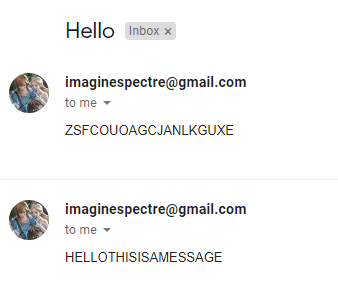 Hello Inbox ×
imaginespectre@gmail.com
to me
ZSFCOUOAGCJANLKGUXE
imaginespectre@gmail.com
to me
HELLOTHISISAMESSAGE